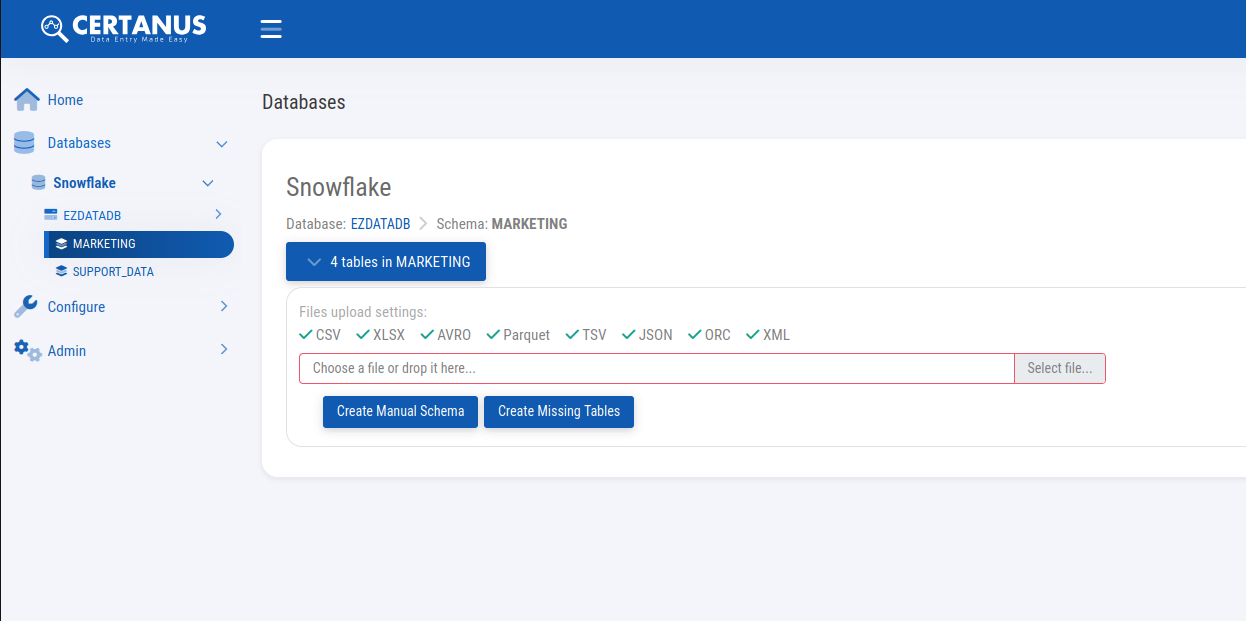 CERTANUS
Data Entry Made Easy
Home
Databases
Snowflake
EZDATADB
MARKETING
SUPPORT_DATA
Configure
Admin
Databases
Snowflake
Database: EZDATADB Schema: MARKETING
4 tables in MARKETING
Files upload settings:
CSV XLSX AVRO Parquet TSV JSON ORC XML
Choose a file or drop it here... Select file...
Create Manual Schema Create Missing Tables